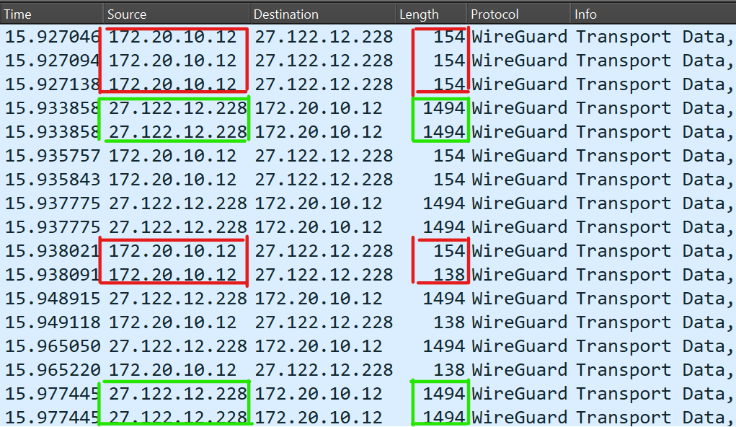 Time Source Destination Length Protocol Info
15.927046 172.20.10.12 27.122.12.228 154 WireGuard Transport Data,
15.927094 172.20.10.12 27.122.12.228 154 WireGuard Transport Data,
15.927138 172.20.10.12 27.122.12.228 154 WireGuard Transport Data,
15.933858 27.122.12.228 172.20.10.12 1494 WireGuard Transport Data,
15.933858 27.122.12.228 172.20.10.12 1494 WireGuard Transport Data,
15.935757 172.20.10.12 27.122.12.228 154 WireGuard Transport Data,
15.935843 172.20.10.12 27.122.12.228 154 WireGuard Transport Data,
15.937775 27.122.12.228 172.20.10.12 1494 WireGuard Transport Data,
15.937775 27.122.12.228 172.20.10.12 1494 WireGuard Transport Data,
15.938021 172.20.10.12 27.122.12.228 154 WireGuard Transport Data,
15.938091 172.20.10.12 27.122.12.228 138 WireGuard Transport Data,
15.948915 27.122.12.228 172.20.10.12 1494 WireGuard Transport Data,
15.949118 172.20.10.12 27.122.12.228 138 WireGuard Transport Data,
15.965050 27.122.12.228 172.20.10.12 1494 WireGuard Transport Data,
15.965220 172.20.10.12 27.122.12.228 138 WireGuard Transport Data,
15.977445 27.122.12.228 172.20.10.12 1494 WireGuard Transport Data,
15.977445 27.122.12.228 172.20.10.12 1494 WireGuard Transport Data,